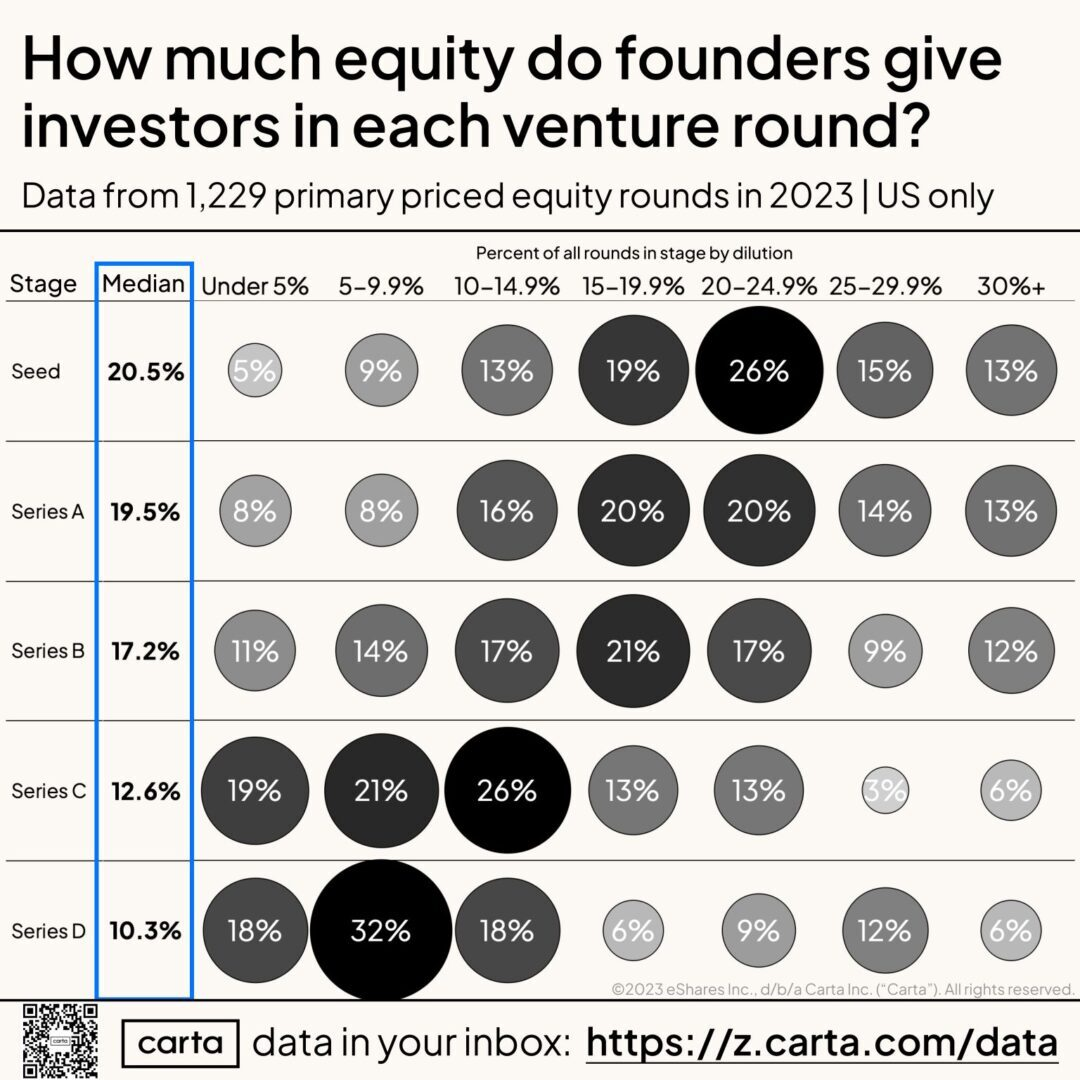 How much equity do founders give
investors in each venture round?
Data from 1,229 primary priced equity rounds in 2023 | US only
Percent of all rounds in stage by dilution
Stage Median Under 5% 5–9.9% 10–14.9% 15–19.9% 20–24.9% 25–29.9% 30%+
Seed 20.5% 5% 9% 13% 19% 26% 15% 13%
Series A 19.5% 8% 8% 16% 20% 20% 14% 13%
Series B 17.2% 11% 14% 17% 21% 17% 9% 12%
Series C 12.6% 19% 21% 26% 13% 13% 3% 6%
Series D 10.3% 18% 32% 18% 6% 9% 12% 6%
©2023 eShares Inc., d/b/a Carta Inc. (“Carta”). All rights reserved.
carta
carta data in your inbox: https://z.carta.com/data